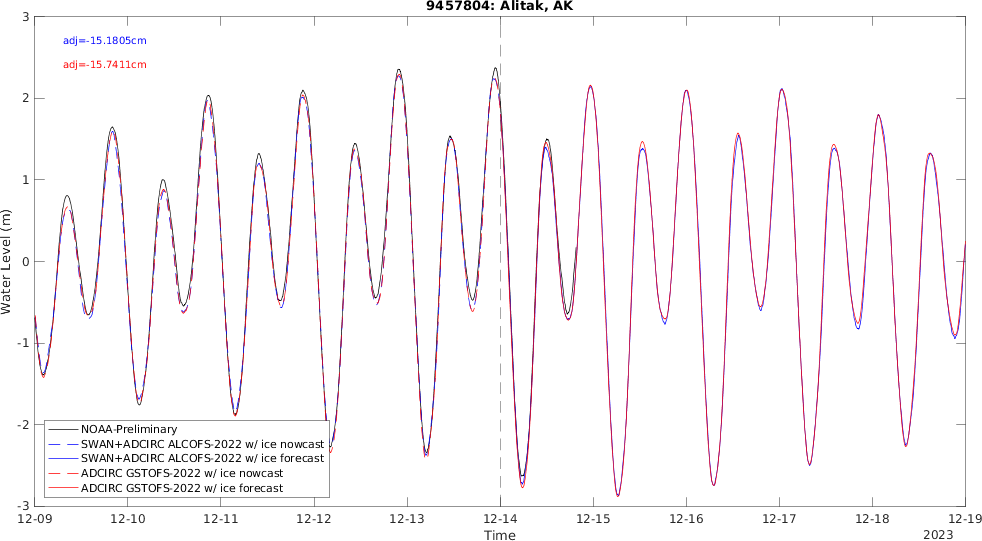 9457804: Alitak, AK
adj=-15.1805cm
adj=-15.7411cm
Water Level (m)
3
2
1
0
-1
-2
-3
NOAA-Preliminary
SWAN+ADCIRC ALCOFS-2022 w/ ice nowcast
SWAN+ADCIRC ALCOFS-2022 w/ ice forecast
ADCIRC GSTOFS-2022 w/ ice nowcast
ADCIRC GSTOFS-2022 w/ ice forecast
12-09 12-10 12-11 12-12 12-13 12-14 12-15 12-16 12-17 12-18 12-19
Time
2023